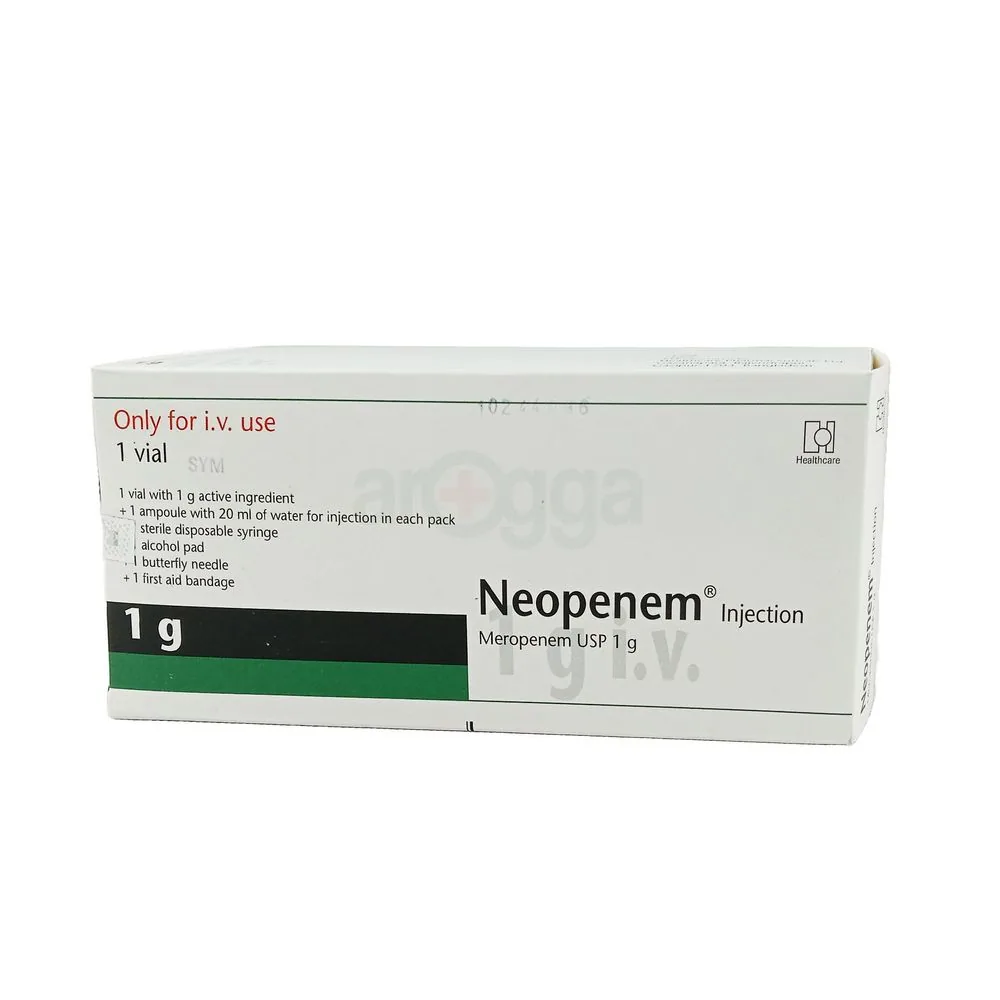 Only for i.v. use
1 vial
SYM
1 vial with 1 g active ingredient
+ 1 ampoule with 20 ml of water for injection in each pack
sterile disposable syringe
alcohol pad
1 butterfly needle
+ 1 first aid bandage
1 g
Healthcare
arogga
Neopenem® Injection
Meropenem USP 1 g
1 g i.v.
Neopenem® Injection